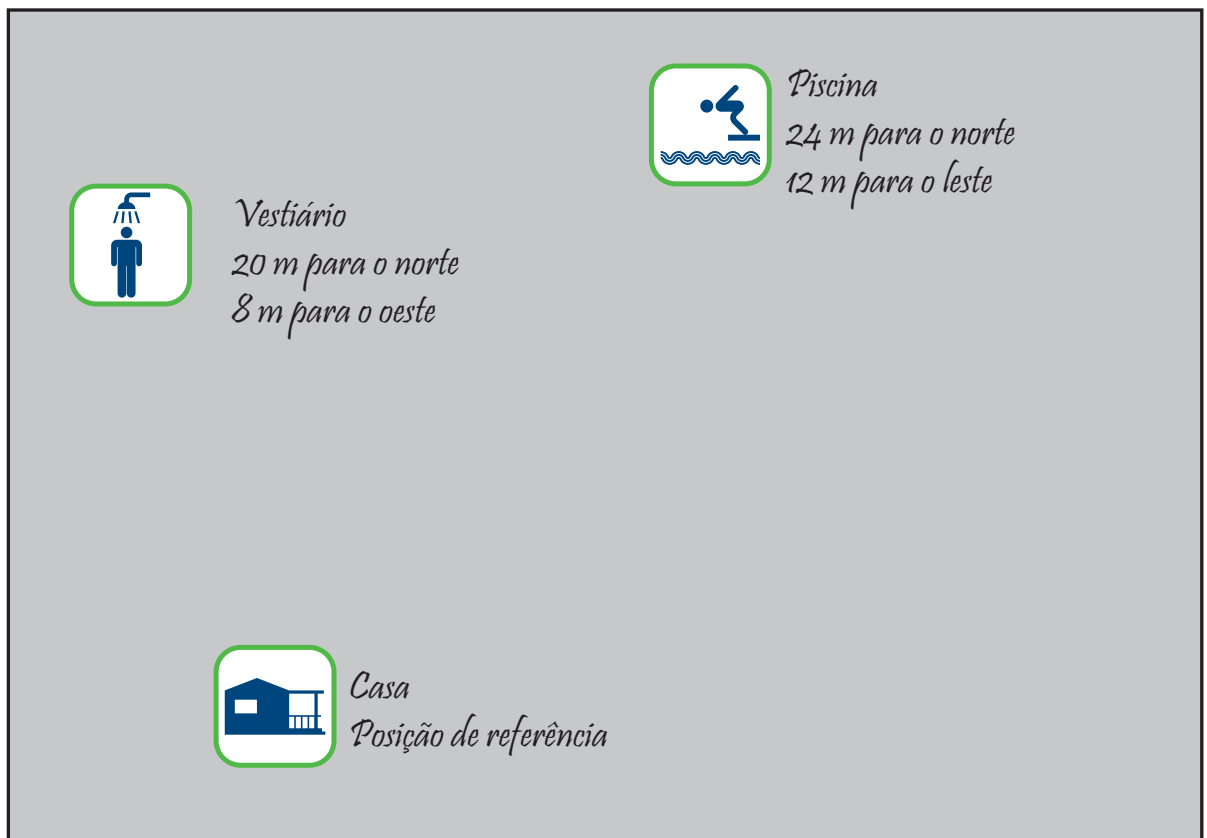 Piscina
24 m para o norte
12 m para o leste
Vestiário
20 m para o norte
8 m para o oeste
Casa
Posição de referência